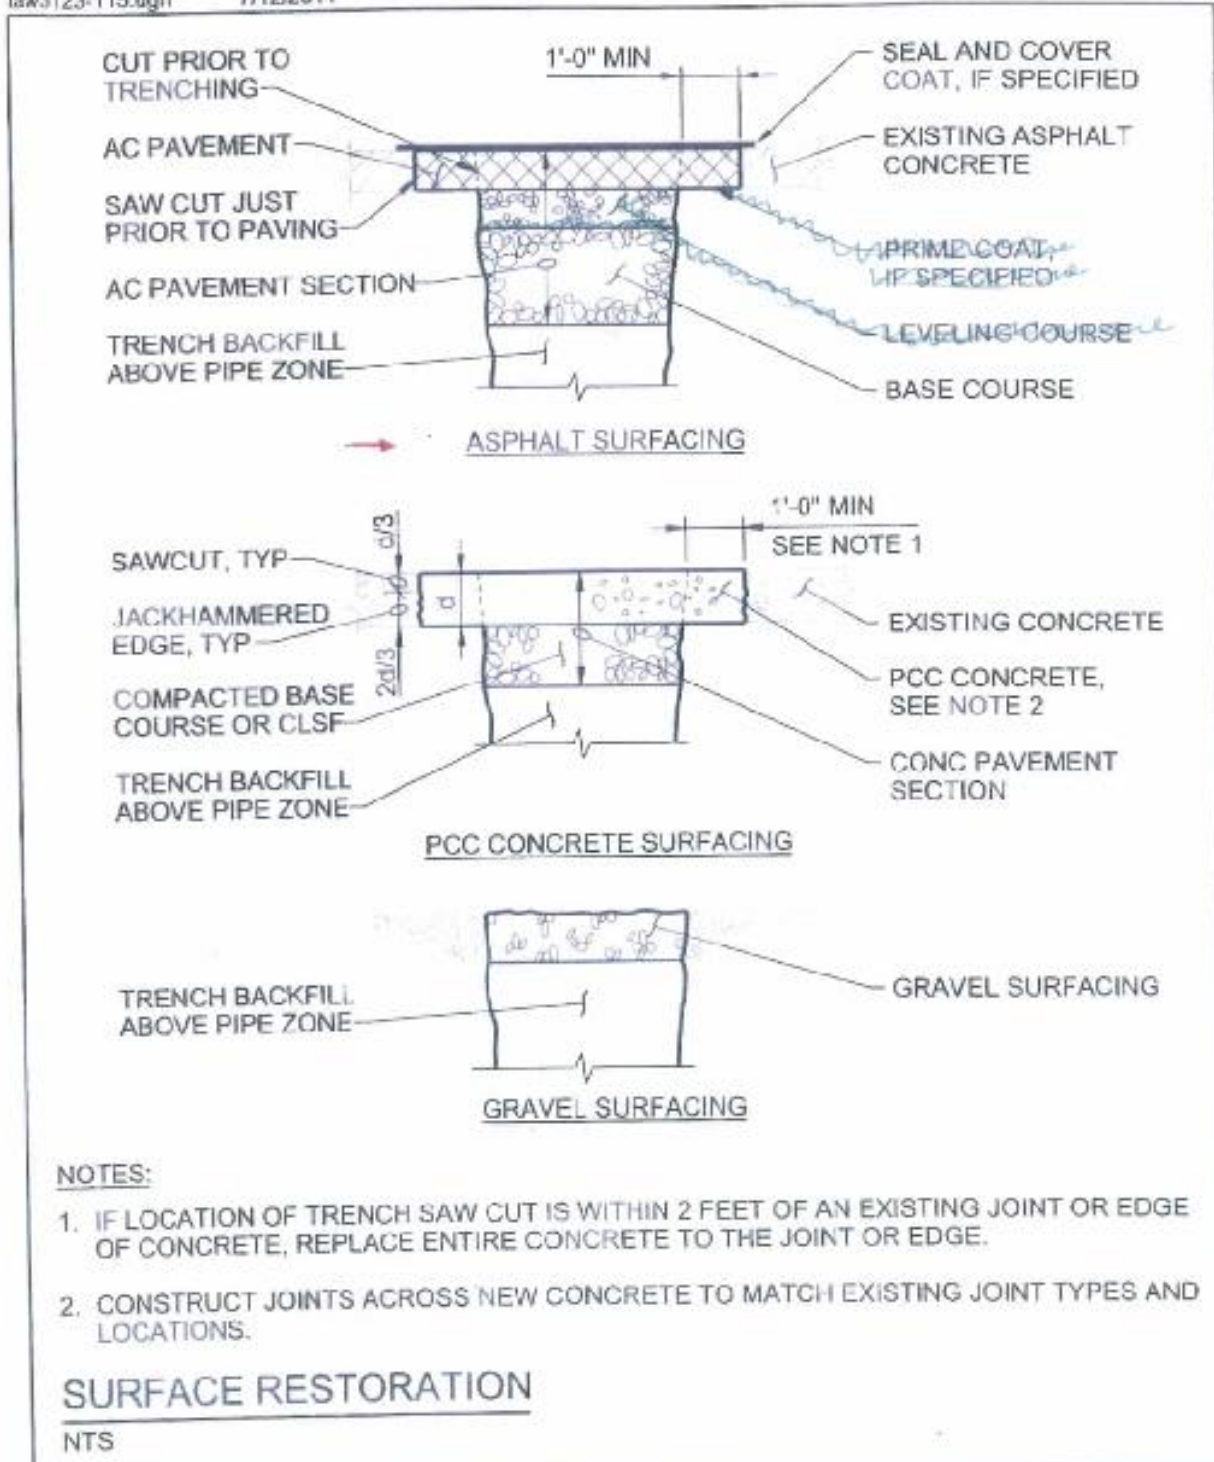 7/12/2011
CUT PRIOR TO
TRENCHING
AC PAVEMENT
SAW CUT JUST
PRIOR TO PAVING
AC PAVEMENT SECTION
TRENCH BACKFILL
ABOVE PIPE ZONE
1'-0" MIN
SEAL AND COVER
COAT, IF SPECIFIED
EXISTING ASPHALT
CONCRETE
PRIME COAT,
IF SPECIFIED
LEVELING COURSE
BASE COURSE
ASPHALT SURFACING
SAWCUT, TYP
JACKHAMMERED
EDGE, TYP
COMPACTED BASE
COURSE OR CLSF
TRENCH BACKFILL
ABOVE PIPE ZONE
d/3
2d/3
d
1'-0" MIN
SEE NOTE 1
EXISTING CONCRETE
PCC CONCRETE,
SEE NOTE 2
CONC PAVEMENT
SECTION
PCC CONCRETE SURFACING
TRENCH BACKFILL
ABOVE PIPE ZONE
GRAVEL SURFACING
GRAVEL SURFACING
NOTES:
1. IF LOCATION OF TRENCH SAW CUT IS WITHIN 2 FEET OF AN EXISTING JOINT OR EDGE
OF CONCRETE, REPLACE ENTIRE CONCRETE TO THE JOINT OR EDGE.
2. CONSTRUCT JOINTS ACROSS NEW CONCRETE TO MATCH EXISTING JOINT TYPES AND
LOCATIONS.
SURFACE RESTORATION
NTS